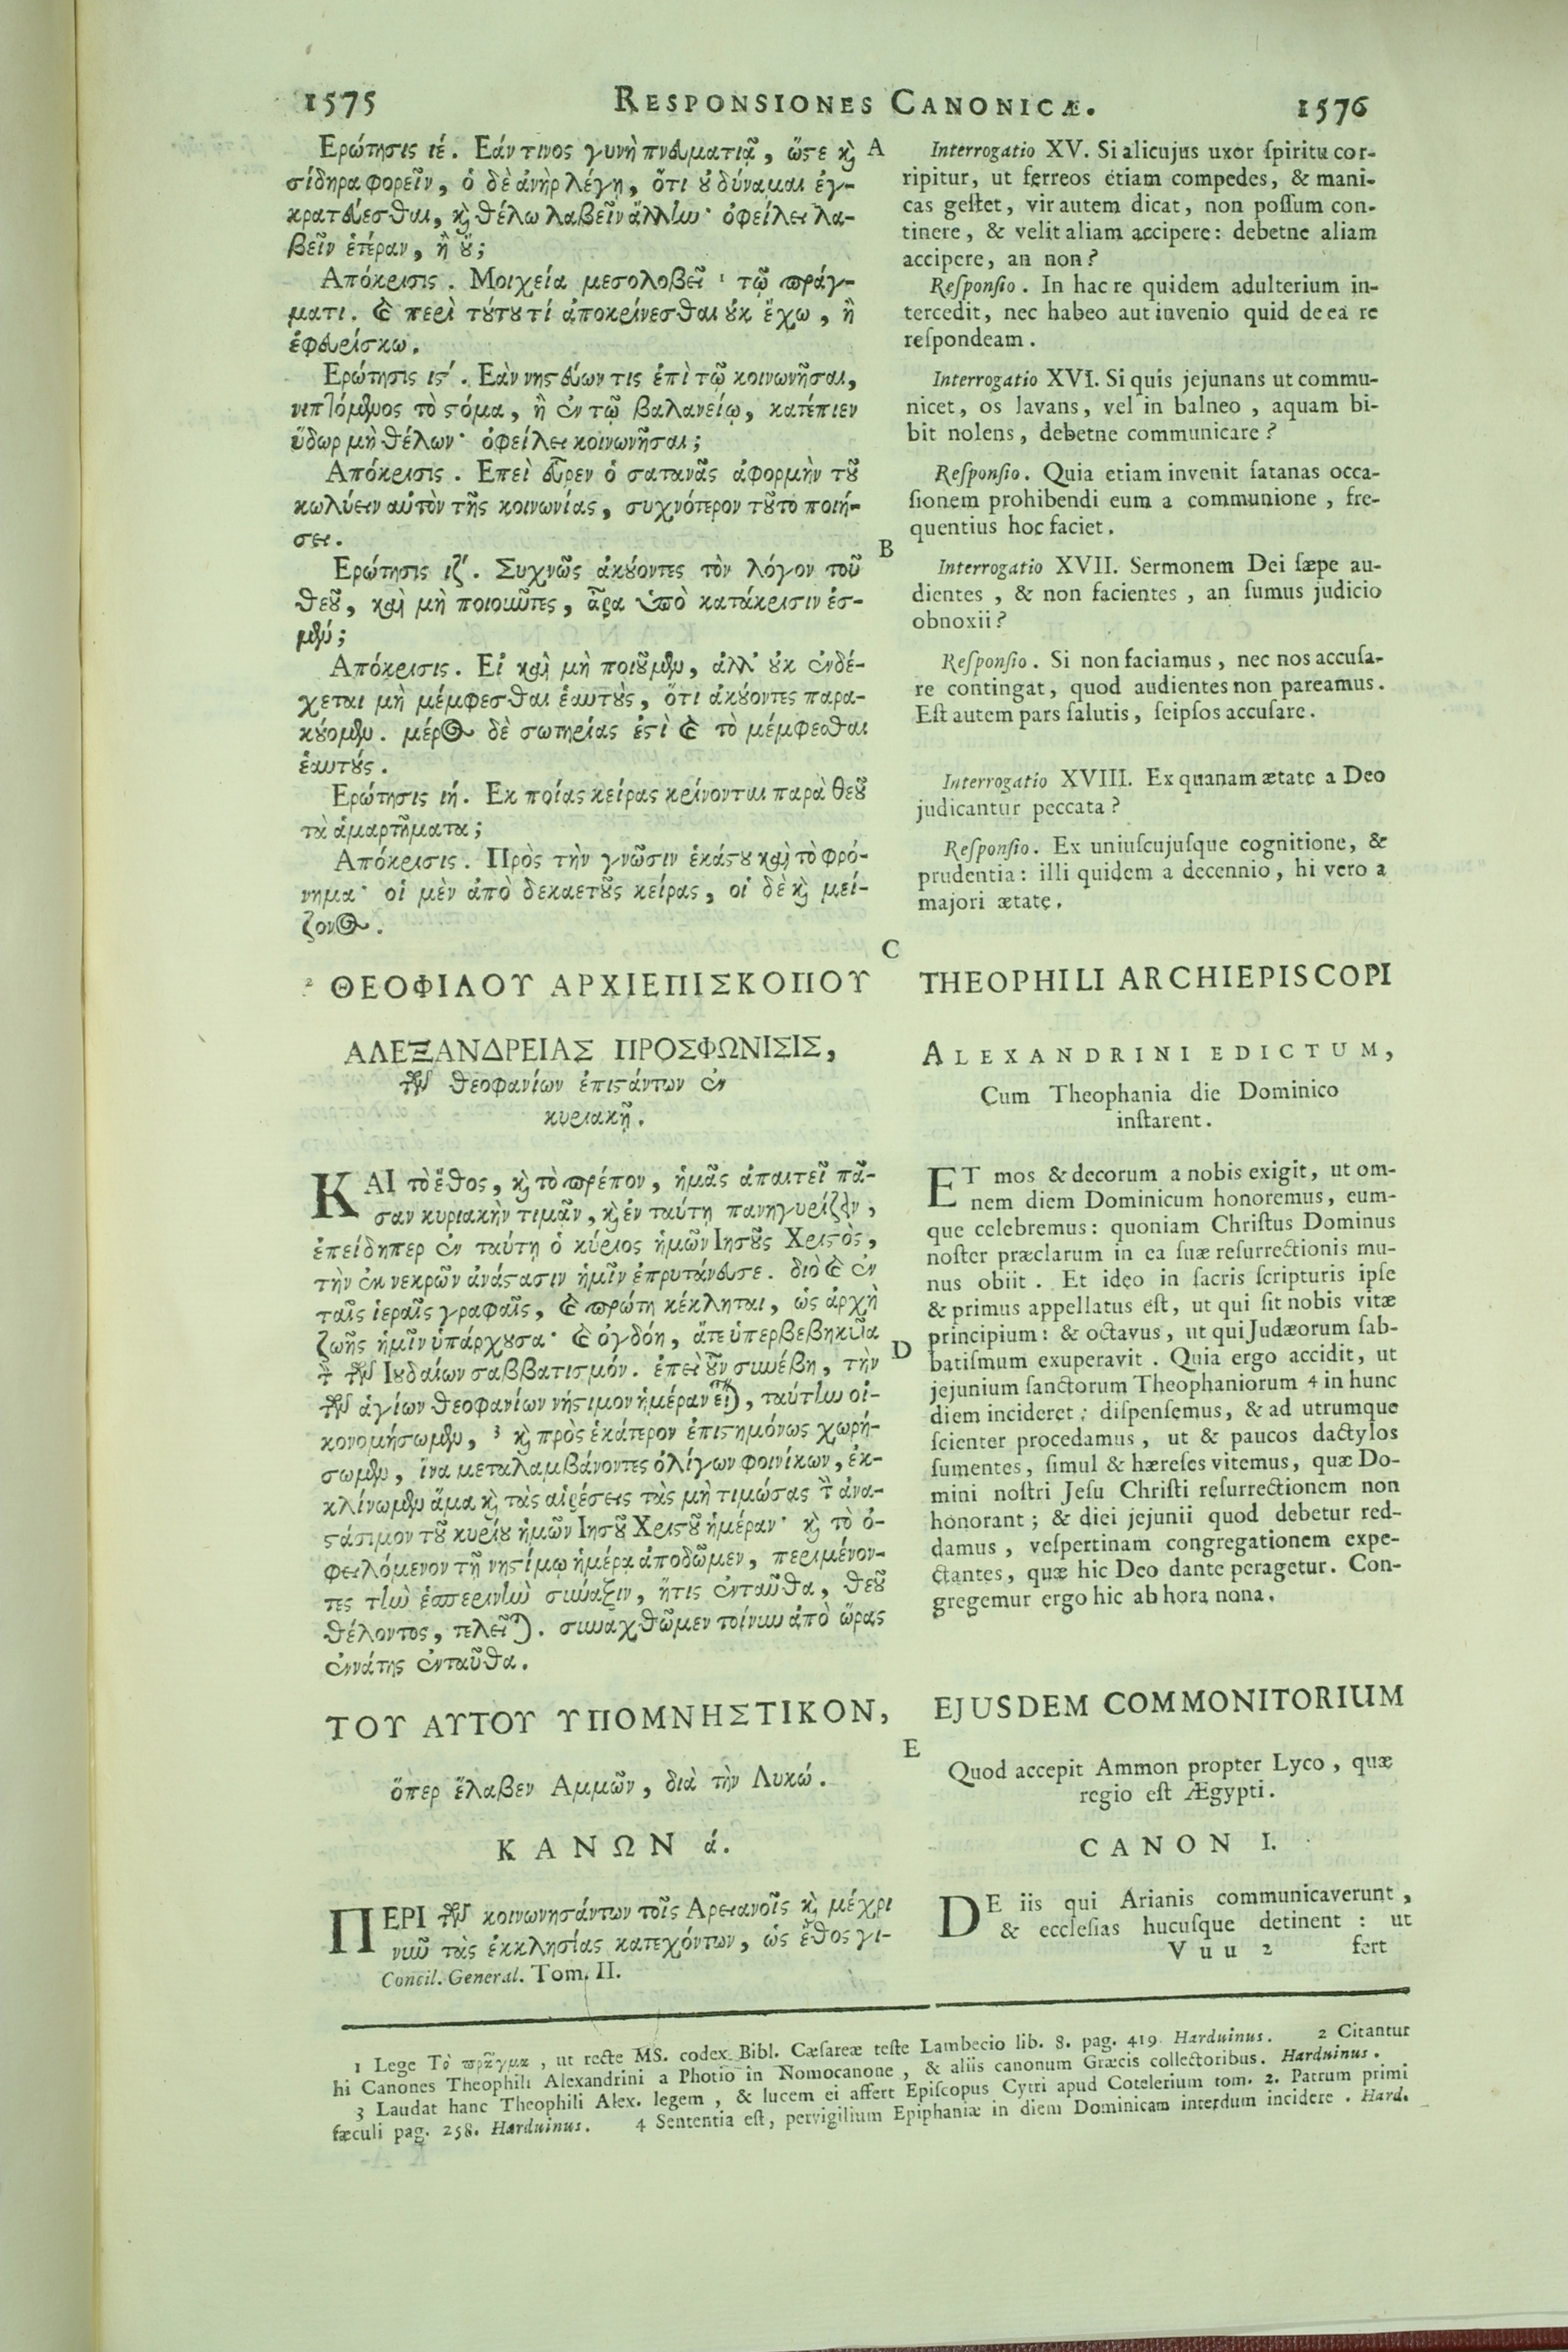 1575 RESPONSIONES CANONICÆ. 1576
Ερώτησις ιέ. Εάν τινος γυνὴ πνευματιᾷ, ὥστε καὶ
σίδηρα φορεῖν, ὁ δὲ ἀνὴρ λέγῃ, ὅτι οὐ δύναμαι ἐγ-
κρατεύεσθαι, καὶ θέλω λαβεῖν ἄλλην· ὀφείλει λα-
βεῖν ἑτέραν, ἢ οὔ;
Απόκρισις. Μοιχεία μεσολαβεῖ ¹ τῷ πράγ-
ματι. καὶ περὶ τούτου τί ἀποκρίνεσθαι οὐκ ἔχω, ἢ
ἐφευρίσκω.
Ερώτησις ιϛ΄. Εὰν νηστεύων τις ἐπὶ τῷ κοινωνῆσαι,
νιπτόμενος τὸ στόμα, ἢ ἐν τῷ βαλανείῳ, κατέπιεν
ὕδωρ μὴ θέλων· ὀφείλει κοινωνῆσαι;
Απόκρισις. Επεὶ εὗρεν ὁ σατανᾶς ἀφορμὴν τοῦ
κωλύειν αὐτὸν τῆς κοινωνίας, συχνότερον τοῦτο ποιή-
σει.
Ερώτησις ιζ΄. Συχνῶς ἀκούοντες τὸν λόγον τοῦ
θεοῦ, καὶ μὴ ποιοῦντες, ἆρα ὑπὸ κατάκρισιν ἐσ-
μέν;
Απόκρισις. Εἰ καὶ μὴ ποιοῦμεν, ἀλλ' οὐκ ἐνδέ-
χεται μὴ μέμφεσθαι ἑαυτοὺς, ὅτι ἀκούοντες παρα-
κούομεν. μέρος δὲ σωτηρίας ἐστὶ καὶ τὸ μέμφεσθαι
ἑαυτούς.
Ερώτησις ιή. Εκ ποίας κείρας κρίνονται παρὰ θεοῦ
τὰ ἁμαρτήματα;
Απόκρισις. Πρὸς τὴν γνῶσιν ἑκάστου καὶ τὸ φρό-
νημα· οἱ μὲν ἀπὸ δεκαετοῦς κείρας, οἱ δὲ καὶ μεί-
ζονος.
² ΘΕΟΦΙΛΟΥ ΑΡΧΙΕΠΙΣΚΟΠΟΥ
ΑΛΕΞΑΝΔΡΕΙΑΣ ΠΡΟΣΦΩΝΙΣΙΣ,
τῶν θεοφανίων ἐπιστάντων ἐν
κυριακῇ.
ΚΑΙ τὸ ἔθος, καὶ τὸ πρέπον, ἡμᾶς ἀπαιτεῖ πᾶ-
σαν κυριακὴν τιμᾶν, καὶ ἐν ταύτῃ πανηγυρίζειν,
ἐπείδηπερ ἐν ταύτῃ ὁ κύριος ἡμῶν Ιησοῦς Χριστὸς,
τὴν ἐκ νεκρῶν ἀνάστασιν ἡμῖν ἐπρυτάνευσε. διὸ καὶ ἐν
ταῖς ἱεραῖς γραφαῖς, καὶ πρώτη κέκληται, ὡς ἀρχὴ
ζωῆς ἡμῖν ὑπάρχουσα· καὶ ὀγδόη, ἅτε ὑπερβεβηκυῖα
τὸν τῶν Ιουδαίων σαββατισμόν. ἐπεὶ οὖν συνέβη, τὴν
τῶν ἁγίων θεοφανίων νήστιμον ἡμέραν εἶναι, ταύτην οἰ-
κονομήσωμεν, ³ καὶ πρὸς ἑκάτερον ἐπιστημόνως χωρή-
σωμεν, ἵνα μεταλαμβάνοντες ὀλίγων φοινίκων, ἐκ-
κλίνωμεν ἅμα καὶ τὰς αἱρέσεις τὰς μὴ τιμώσας τὴν ἀνα-
στάσιμον τοῦ κυρίου ἡμῶν Ιησοῦ Χριστοῦ ἡμέραν· καὶ τὸ ὀ-
φειλόμενον τῇ νηστίμῳ ἡμέρᾳ ἀποδῶμεν, περιμένον-
τες τὴν ἑσπερινὴν σύναξιν, ἥτις ἐνταῦθα, θεοῦ
θέλοντος, τελεῖται. συναχθῶμεν τοίνυν ἀπὸ ὥρας
ἐννάτης ἐνταῦθα.
ΤΟΥ ΑΥΤΟΥ ΥΠΟΜΝΗΣΤΙΚΟΝ,
ὅπερ ἔλαβεν Αμμῶν, διὰ τὴν Λυκώ.
ΚΑΝΩΝ ά.
ΠΕΡΙ τῶν κοινωνησάντων τοῖς Αρειανοῖς καὶ μέχρι
νῦν τὰς ἐκκλησίας κατεχόντων, ὡς ἔθος γι-
Concil. General. Tom. II.
A
B
C
D
E
Interrogatio XV. Si alicujus uxor ſpiritu cor-
ripitur, ut ferreos etiam compedes, & mani-
cas geſtet, vir autem dicat, non poſſum con-
tinere, & velit aliam accipere: debetne aliam
accipere, an non?
Reſponſio. In hac re quidem adulterium in-
tercedit, nec habeo aut invenio quid de ea re
reſpondeam.
Interrogatio XVI. Si quis jejunans ut commu-
nicet, os lavans, vel in balneo, aquam bi-
bit nolens, debetne communicare?
Reſponſio. Quia etiam invenit ſatanas occa-
ſionem prohibendi eum a communione, fre-
quentius hoc faciet.
Interrogatio XVII. Sermonem Dei ſæpe au-
dientes, & non facientes, an ſumus judicio
obnoxii?
Reſponſio. Si non faciamus, nec nos accuſa-
re contingat, quod audientes non pareamus.
Eſt autem pars ſalutis, ſeipſos accuſare.
Interrogatio XVIII. Ex quanam ætate a Deo
judicantur peccata?
Reſponſio. Ex uniuſcujuſque cognitione, &
prudentia: illi quidem a decennio, hi vero a
majori ætate.
THEOPHILI ARCHIEPISCOPI
ALEXANDRINI EDICTUM,
Cum Theophania die Dominico
inſtarent.
ET mos & decorum a nobis exigit, ut om-
nem diem Dominicum honoremus, eum-
que celebremus: quoniam Chriſtus Dominus
noſter præclarum in ea ſuæ reſurrectionis mu-
nus obiit. Et ideo in ſacris ſcripturis ipſe
& primus appellatus eſt, ut qui ſit nobis vitæ
principium: & octavus, ut qui Judæorum ſab-
batiſmum exuperavit. Quia ergo accidit, ut
jejunium ſanctorum Theophaniorum 4 in hunc
diem incideret; diſpenſemus, & ad utrumque
ſcienter procedamus, ut & paucos dactylos
ſumentes, ſimul & hæreſes vitemus, quæ Do-
mini noſtri Jeſu Chriſti reſurrectionem non
honorant; & diei jejunii quod debetur red-
damus, veſpertinam congregationem expe-
ctantes, quæ hic Deo dante peragetur. Con-
gregemur ergo hic ab hora nona.
EJUSDEM COMMONITORIUM
Quod accepit Ammon propter Lyco, quæ
regio eſt Ægypti.
CANON I.
DE iis qui Arianis communicaverunt,
& eccleſias hucuſque detinent: ut
Vuu 2 fert
1 Lege Τὸ πρᾶγμα, ut recte MS. codex Bibl. Cæſareæ teſte Lambecio lib. 8. pag. 419. Harduinus. 2 Citantur
hi Canones Theophili Alexandrini a Photio in Nomocanone, & aliis canonum Græcis collectoribus. Harduinus.
3 Laudat hanc Theophili Alex. legem, & lucem ei affert Epiſcopus Cytri apud Cotelerium tom. 2. Patrum primi
ſæculi pag. 258. Harduinus. 4 Sententia eſt, pervigilium Epiphaniæ in diem Dominicam interdum incidere. Hard.